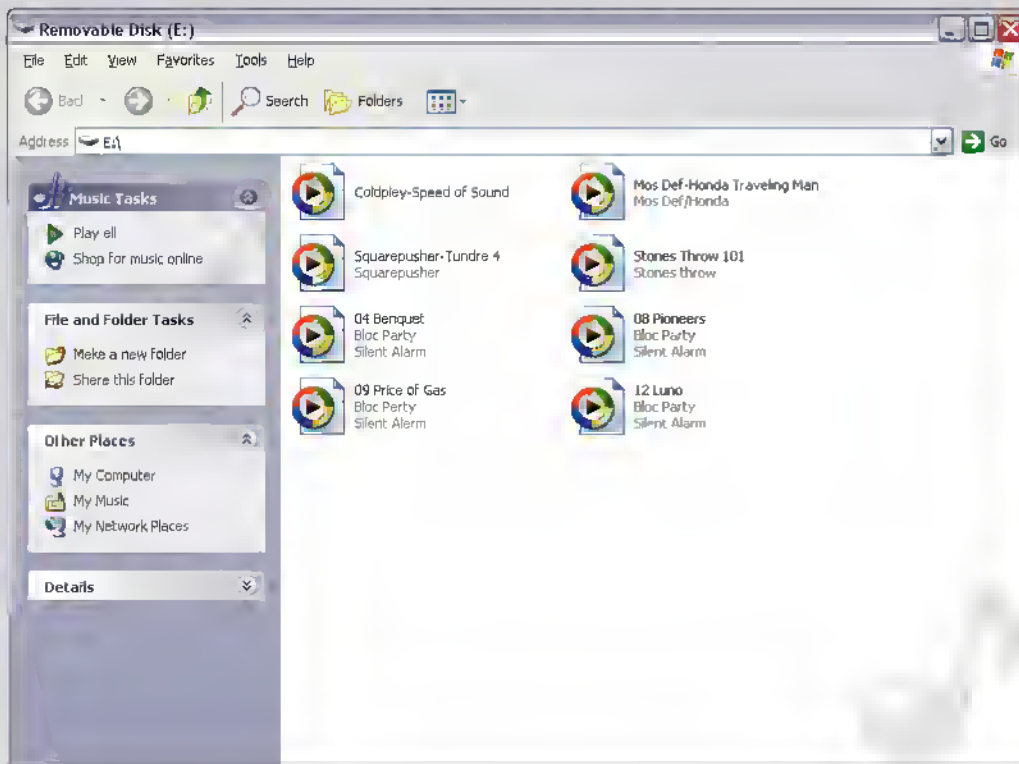 Removable Disk (E:)
File Edit View Favorites Tools Help
Back Search Folders
Address E:\ Go
Music Tasks
Play all
Shop for music online
File and Folder Tasks
Make a new folder
Share this folder
Other Places
My Computer
My Music
My Network Places
Details
Coldplay-Speed of Sound
Mos Def-Honda Traveling Man
Mos Def/Honda
Squarepusher-Tundra 4
Squarepusher
Stones Throw 101
Stones throw
04 Banquet
Bloc Party
Silent Alarm
08 Pioneers
Bloc Party
Silent Alarm
09 Price of Gas
Bloc Party
Silent Alarm
12 Luno
Bloc Party
Silent Alarm